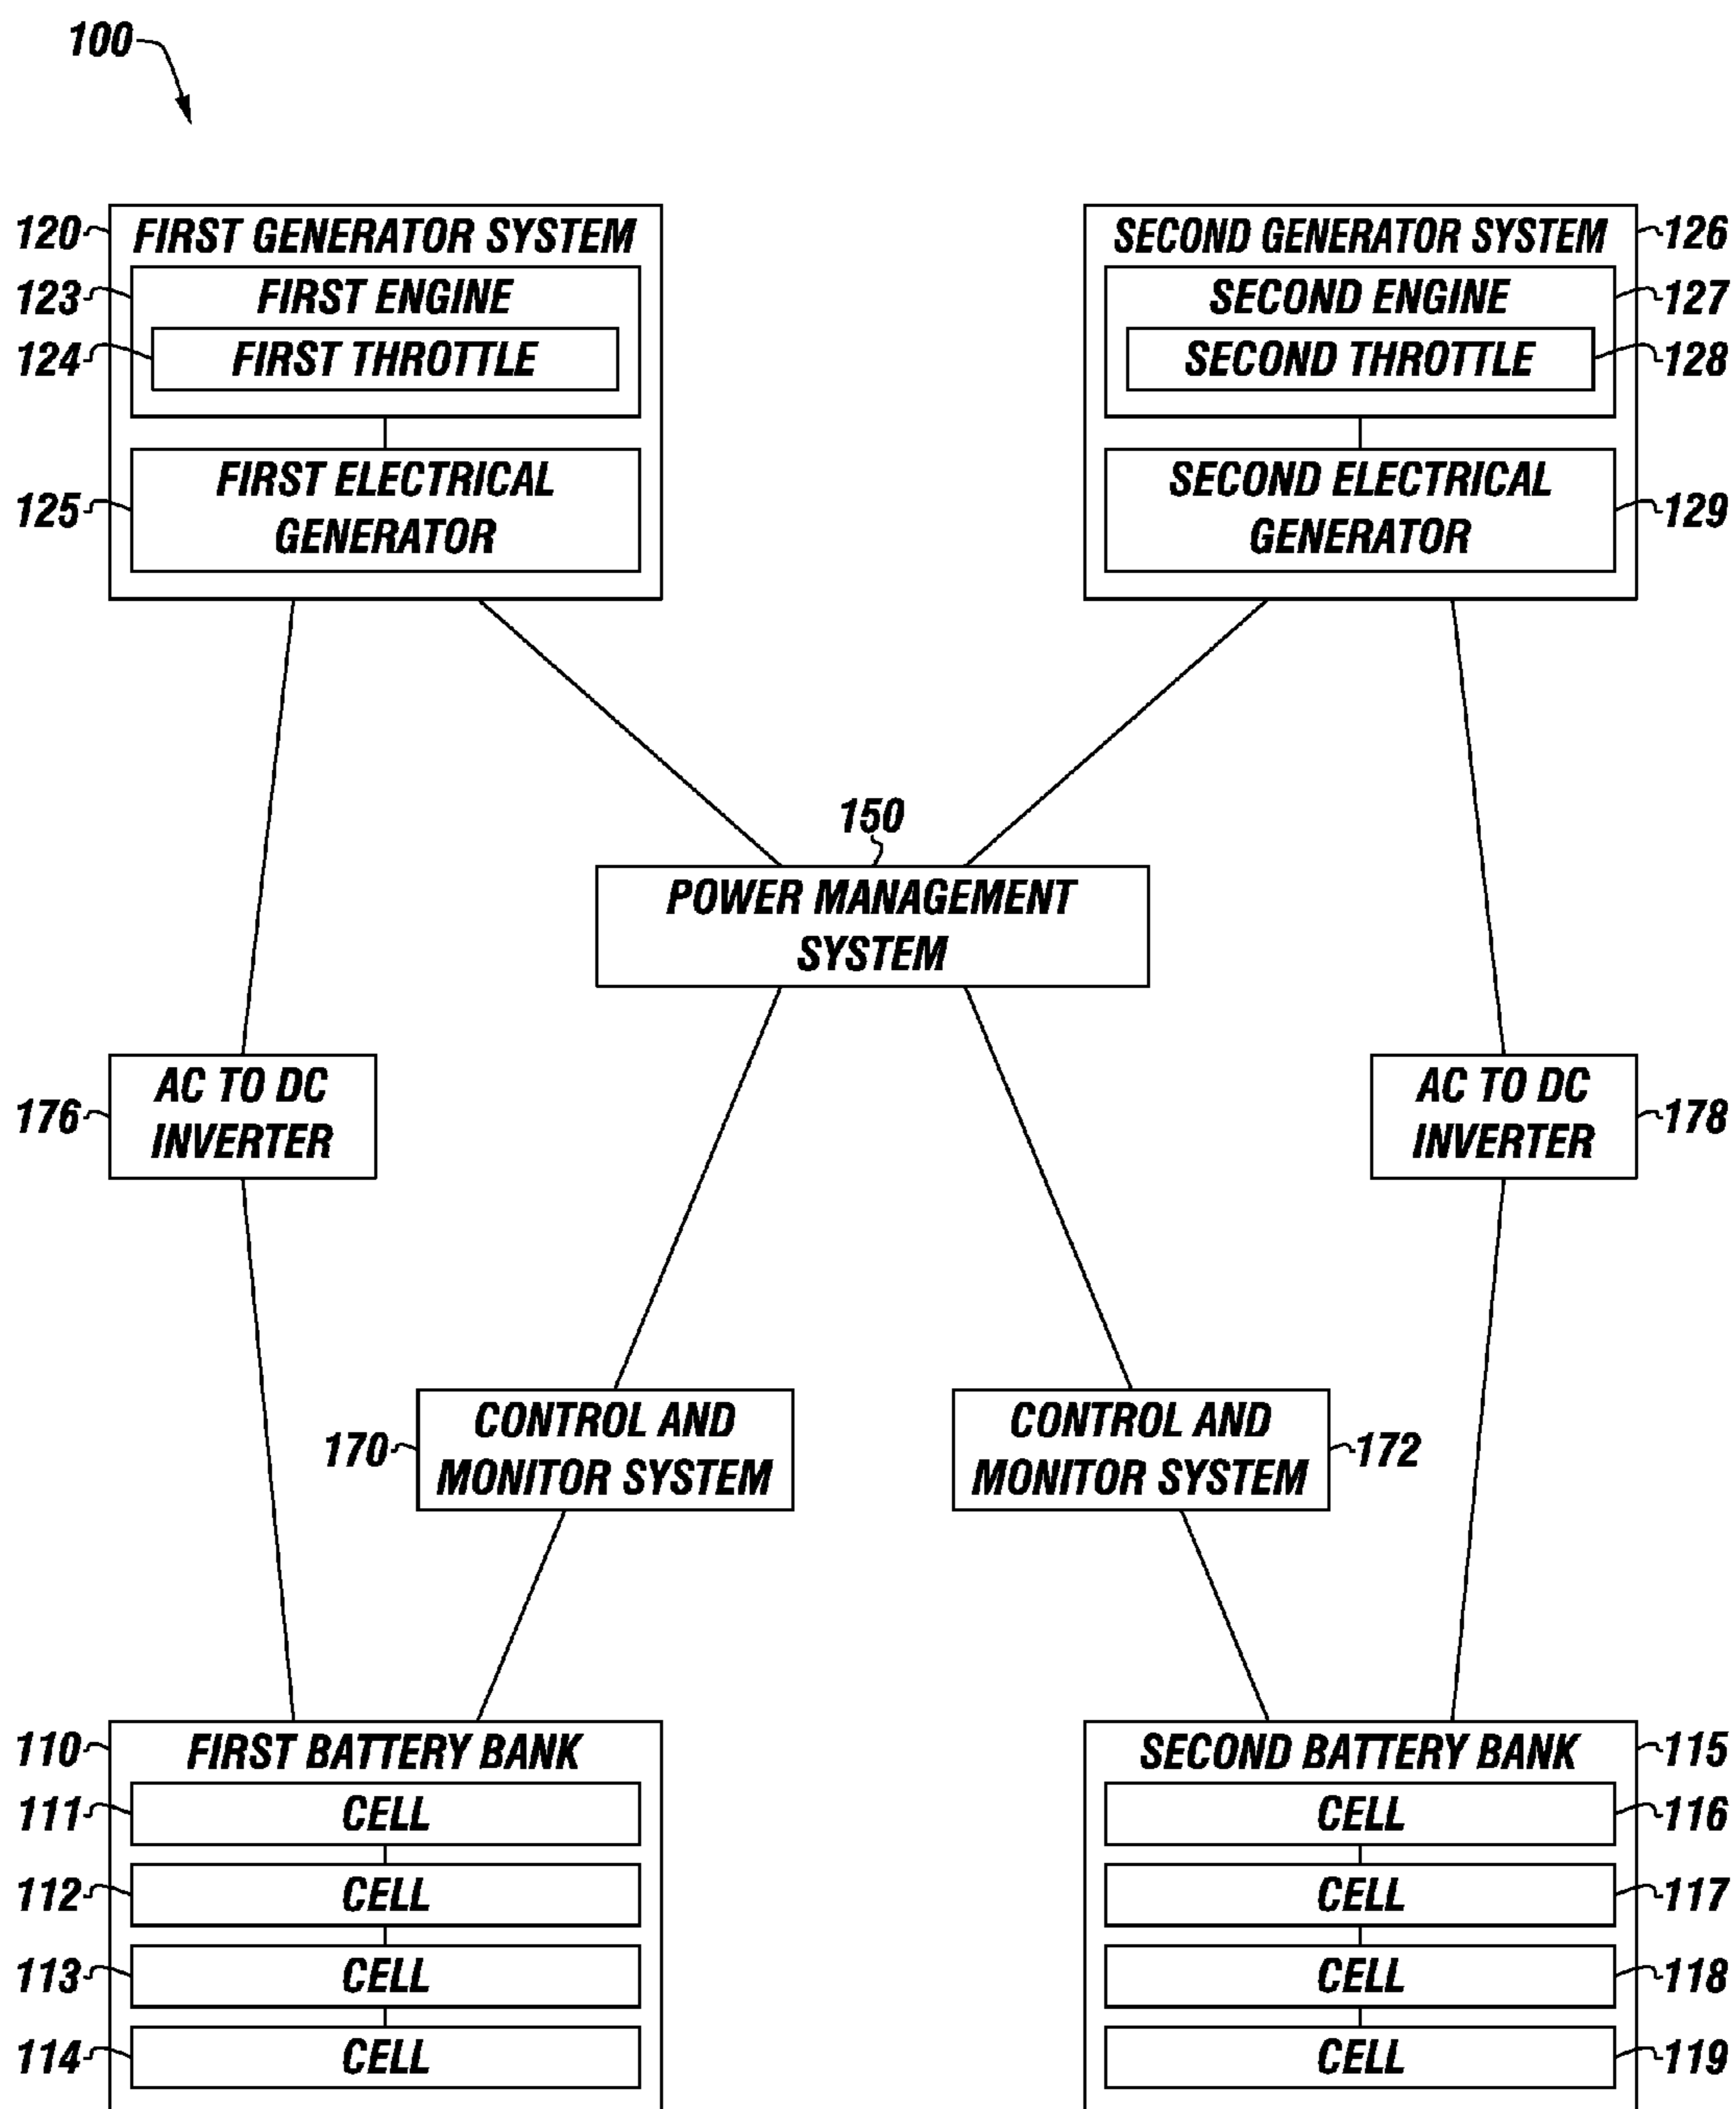 100
120 FIRST GENERATOR SYSTEM
123 FIRST ENGINE
124 FIRST THROTTLE
125 FIRST ELECTRICAL
GENERATOR
SECOND GENERATOR SYSTEM 126
SECOND ENGINE 127
SECOND THROTTLE 128
SECOND ELECTRICAL
GENERATOR 129
150
POWER MANAGEMENT
SYSTEM
176 AC TO DC
INVERTER
AC TO DC
INVERTER 178
170 CONTROL AND
MONITOR SYSTEM
CONTROL AND
MONITOR SYSTEM 172
110 FIRST BATTERY BANK
111 CELL
112 CELL
113 CELL
114 CELL
SECOND BATTERY BANK 115
CELL 116
CELL 117
CELL 118
CELL 119